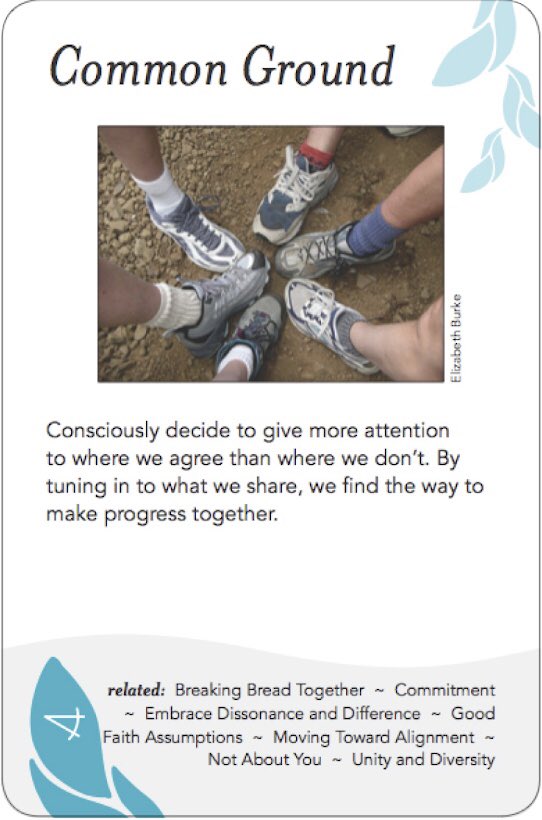 Common Ground
Elizabeth Burke
Consciously decide to give more attention
to where we agree than where we don't. By
tuning in to what we share, we find the way to
make progress together.
related: Breaking Bread Together ~ Commitment
~ Embrace Dissonance and Difference ~ Good
Faith Assumptions ~ Moving Toward Alignment ~
Not About You ~ Unity and Diversity
4